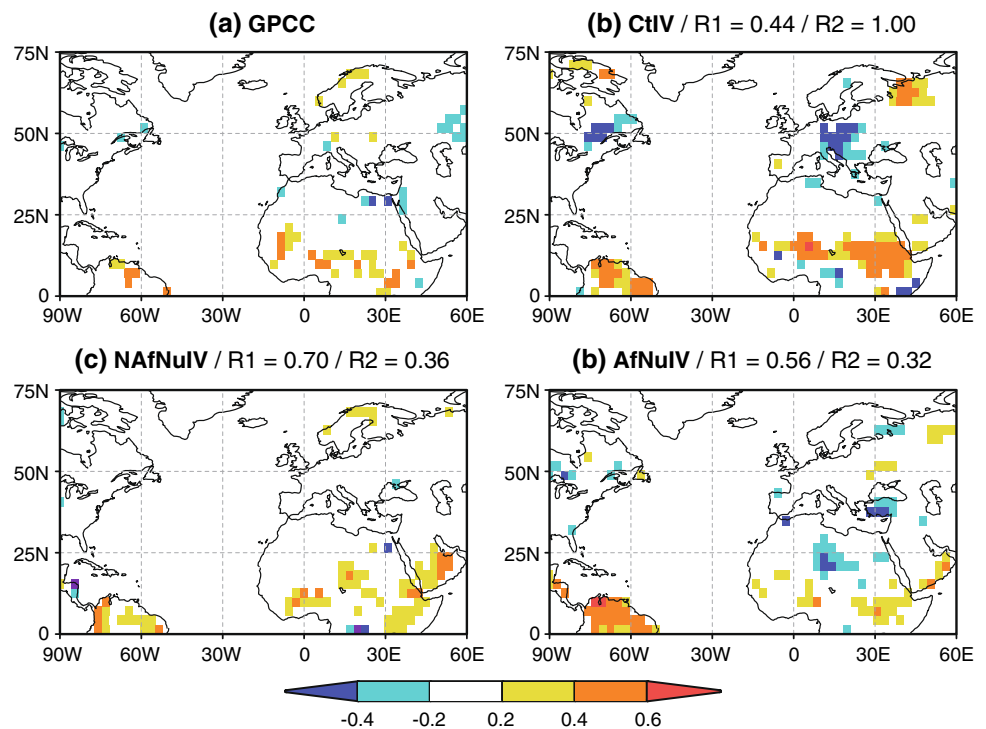 (a) GPCC
(b) CtlV / R1 = 0.44 / R2 = 1.00
75N
50N
25N
0
90W 60W 30W 0 30E 60E
75N
50N
25N
0
90W 60W 30W 0 30E 60E
(c) NAfNuIV / R1 = 0.70 / R2 = 0.36
(b) AfNuIV / R1 = 0.56 / R2 = 0.32
75N
50N
25N
0
90W 60W 30W 0 30E 60E
75N
50N
25N
0
90W 60W 30W 0 30E 60E
-0.4 -0.2 0.2 0.4 0.6